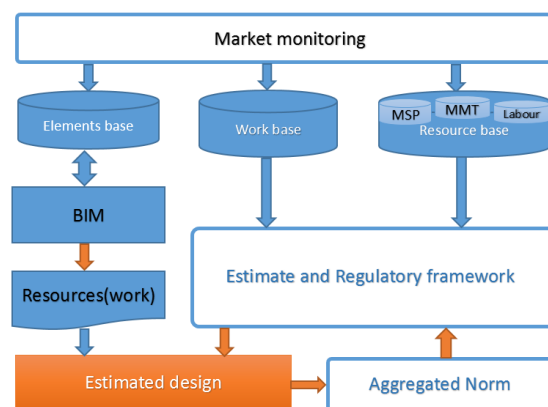 Market monitoring
Elements base
Work base
MSP
MMT
Labour
Resource base
BIM
Estimate and Regulatory framework
Resources(work)
Estimated design
Aggregated Norm